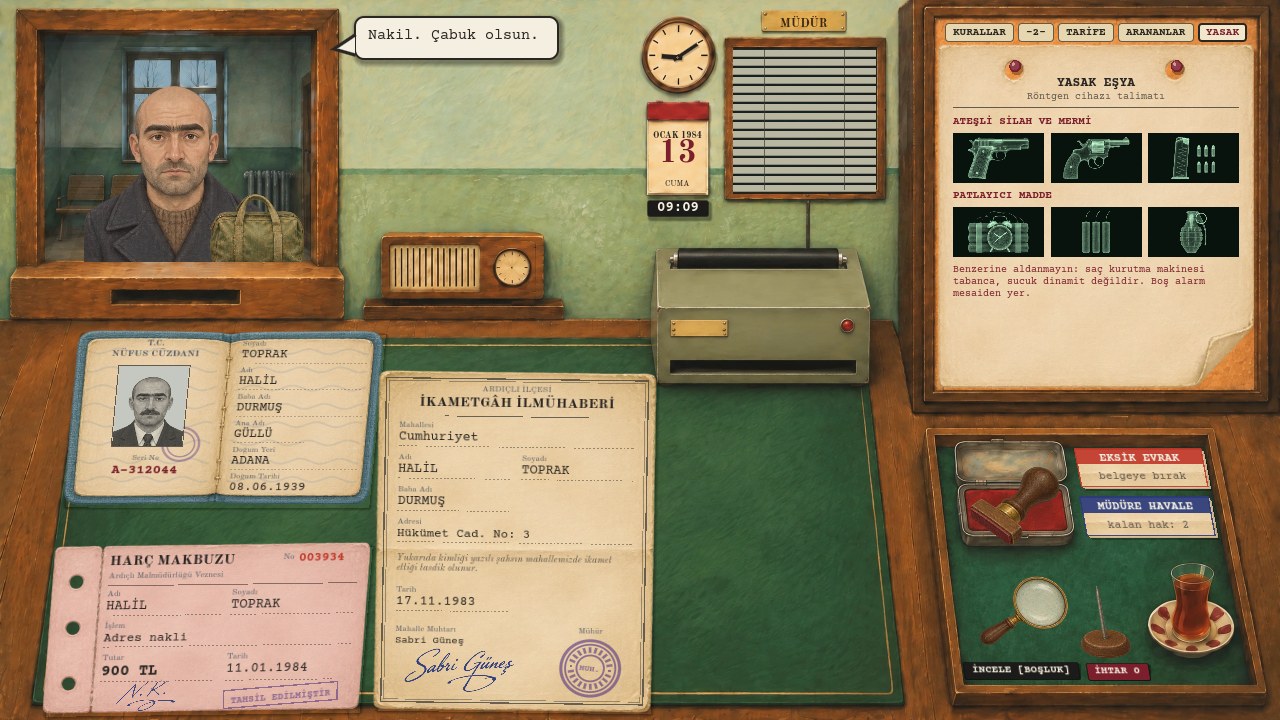 Nakil. Çabuk olsun.
MÜDÜR
OCAK 1984
13
CUMA
09:09
KURALLAR
-2-
TARİFE
ARANANLAR
YASAK
YASAK EŞYA
Röntgen cihazı talimatı
ATEŞLİ SİLAH VE MERMİ
PATLAYICI MADDE
Benzerine aldanmayın: saç kurutma makinesi
tabanca, sucuk dinamit değildir. Boş alarm
mesaiden yer.
T.C.
NÜFUS CÜZDANI
Seri No
A-312044
Soyadı
TOPRAK
Adı
HALİL
Baba Adı
DURMUŞ
Ana Adı
GÜLLÜ
Doğum Yeri
ADANA
Doğum Tarihi
08.06.1939
HARÇ MAKBUZU
No 003934
Ardıçlı Malmüdürlüğü Veznesi
Adı
HALİL
Soyadı
TOPRAK
İşlem
Adres nakli
Tutar
900 TL
Tarih
11.01.1984
N.K.
TAHSİL EDİLMİŞTİR
ARDIÇLI İLÇESİ
İKAMETGÂH İLMÜHABERİ
Mahallesi
Cumhuriyet
Adı
HALİL
Soyadı
TOPRAK
Baba Adı
DURMUŞ
Adresi
Hükümet Cad. No: 3
Yukarıda kimliği yazılı şahsın mahallemizde ikamet
ettiği tasdik olunur.
Tarih
17.11.1983
Mahalle Muhtarı
Sabri Güneş
Sabri Güneş
Mühür
MUH.
EKSİK EVRAK
belgeye bırak
MÜDÜRE HAVALE
kalan hak: 2
İNCELE [BOŞLUK]
İHTAR 0